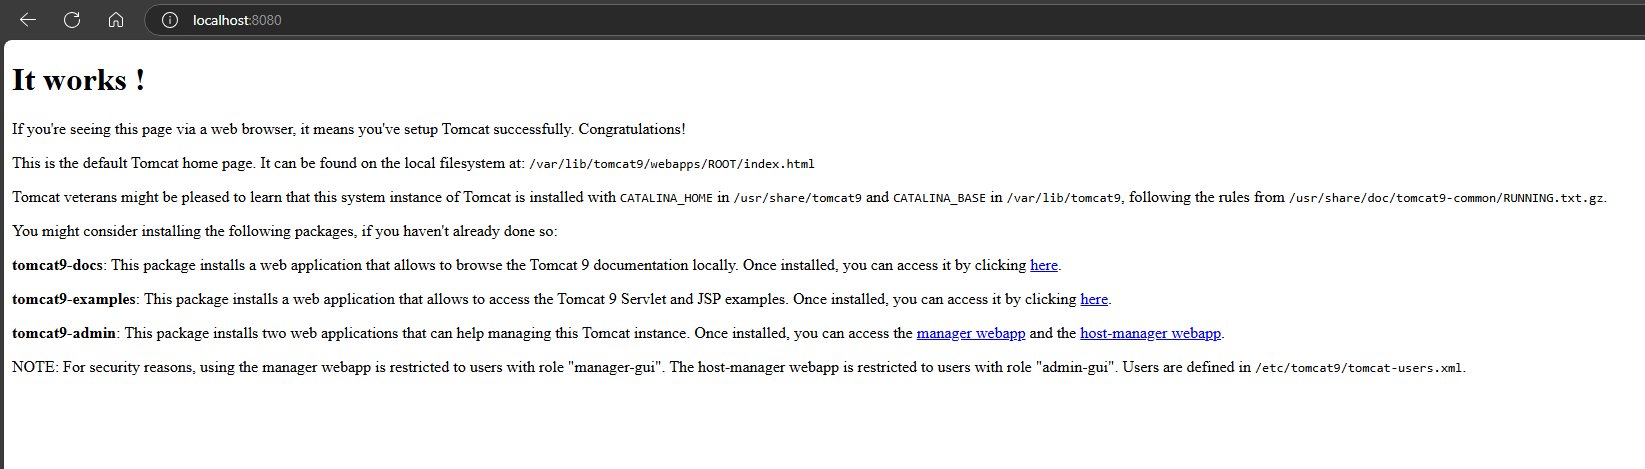 localhost:8080
It works !
If you're seeing this page via a web browser, it means you've setup Tomcat successfully. Congratulations!
This is the default Tomcat home page. It can be found on the local filesystem at: /var/lib/tomcat9/webapps/ROOT/index.html
Tomcat veterans might be pleased to learn that this system instance of Tomcat is installed with CATALINA_HOME in /usr/share/tomcat9 and CATALINA_BASE in /var/lib/tomcat9, following the rules from /usr/share/doc/tomcat9-common/RUNNING.txt.gz.
You might consider installing the following packages, if you haven't already done so:
tomcat9-docs: This package installs a web application that allows to browse the Tomcat 9 documentation locally. Once installed, you can access it by clicking here.
tomcat9-examples: This package installs a web application that allows to access the Tomcat 9 Servlet and JSP examples. Once installed, you can access it by clicking here.
tomcat9-admin: This package installs two web applications that can help managing this Tomcat instance. Once installed, you can access the manager webapp and the host-manager webapp.
NOTE: For security reasons, using the manager webapp is restricted to users with role "manager-gui". The host-manager webapp is restricted to users with role "admin-gui". Users are defined in /etc/tomcat9/tomcat-users.xml.